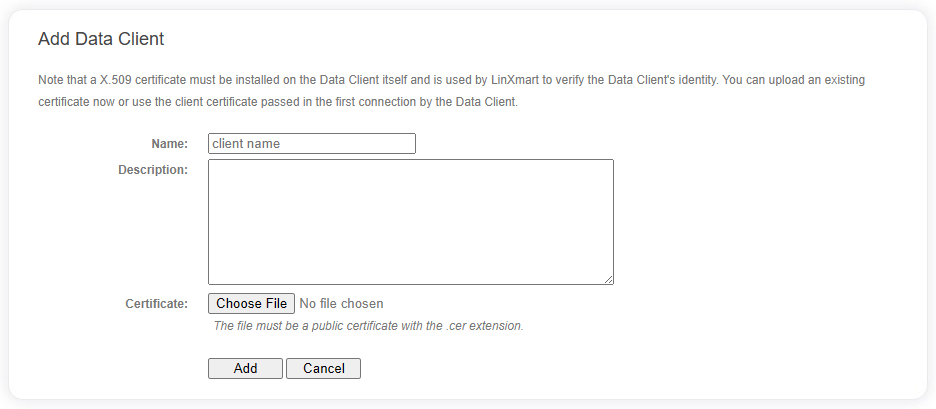 Add Data Client
Note that a X.509 certificate must be installed on the Data Client itself and is used by LinXmart to verify the Data Client's identity. You can upload an existing
certificate now or use the client certificate passed in the first connection by the Data Client.
Name: client name
Description:
Certificate: Choose File No file chosen
The file must be a public certificate with the .cer extension.
Add Cancel